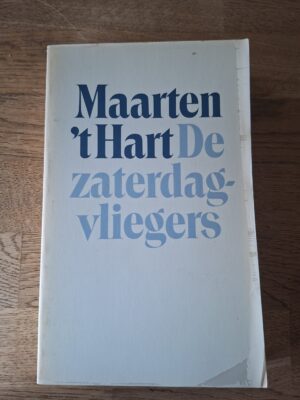 Maarten
’t Hart De
zaterdag-
vliegers